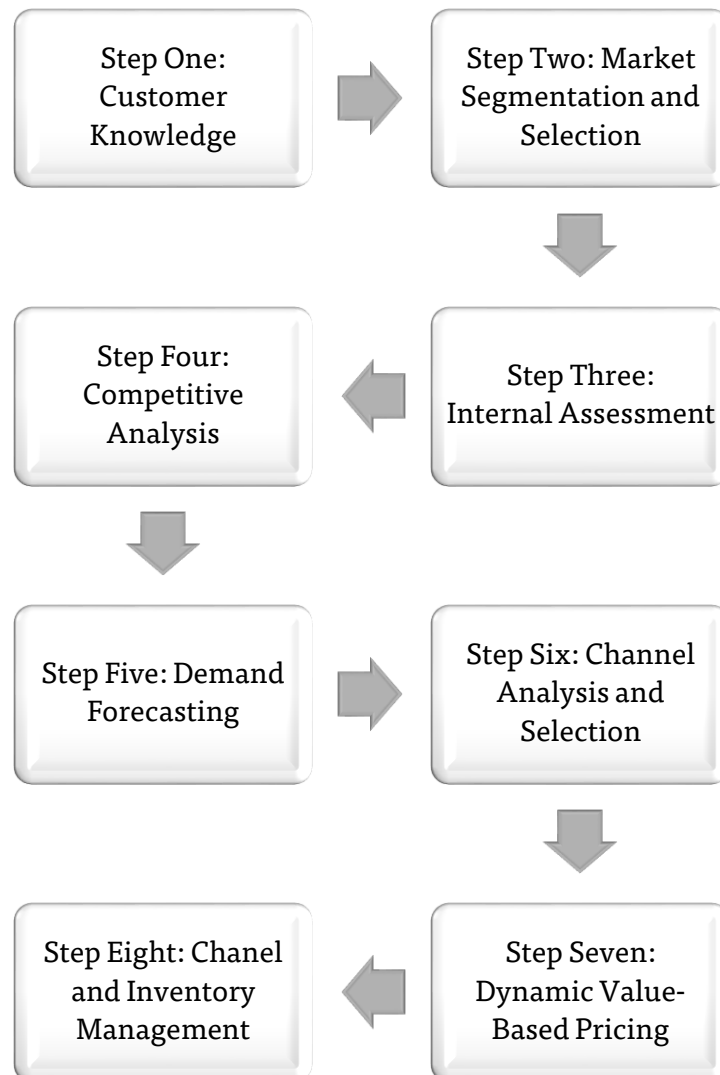 Step One:
Customer
Knowledge
Step Two: Market
Segmentation and
Selection
Step Three:
Internal Assessment
Step Four:
Competitive
Analysis
Step Five: Demand
Forecasting
Step Six: Channel
Analysis and
Selection
Step Seven:
Dynamic Value-
Based Pricing
Step Eight: Chanel
and Inventory
Management